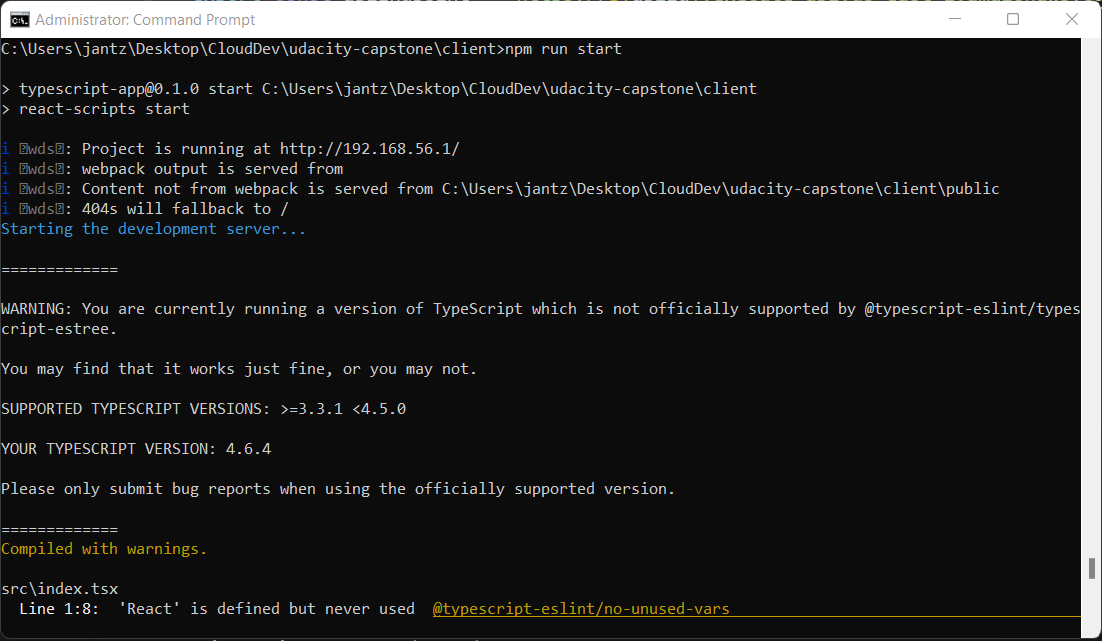 Administrator: Command Prompt
C:\Users\jantz\Desktop\CloudDev\udacity-capstone\client>npm run start
> typescript-app@0.1.0 start C:\Users\jantz\Desktop\CloudDev\udacity-capstone\client
> react-scripts start
i ⍰wds⍰: Project is running at http://192.168.56.1/
i ⍰wds⍰: webpack output is served from
i ⍰wds⍰: Content not from webpack is served from C:\Users\jantz\Desktop\CloudDev\udacity-capstone\client\public
i ⍰wds⍰: 404s will fallback to /
Starting the development server...
=============
WARNING: You are currently running a version of TypeScript which is not officially supported by @typescript-eslint/types
cript-estree.
You may find that it works just fine, or you may not.
SUPPORTED TYPESCRIPT VERSIONS: >=3.3.1 <4.5.0
YOUR TYPESCRIPT VERSION: 4.6.4
Please only submit bug reports when using the officially supported version.
=============
Compiled with warnings.
src\index.tsx
Line 1:8: 'React' is defined but never used @typescript-eslint/no-unused-vars